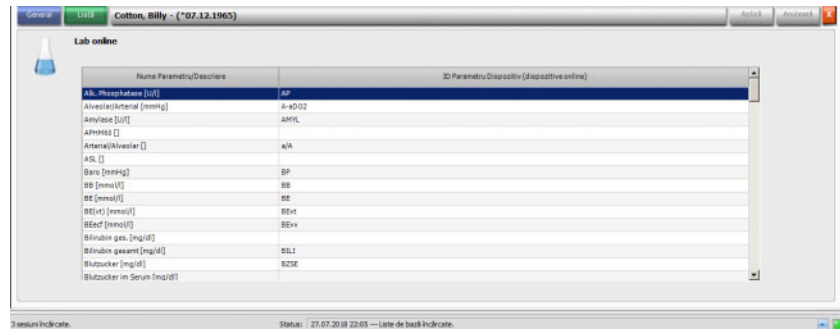 General Listă Cotton, Billy - (*07.12.1965) Aplică Anulează X
Lab online
Nume Parametru/Descriere ID Parametru Dispozitiv (dispozitive online)
Alk. Phosphatase [U/l] AP
Alveolar/Arterial [mmHg] A-aDO2
Amylase [U/l] AMYL
APHM60 []
Arterial/Alveolar [] a/A
ASL []
Baro [mmHg] BP
BB [mmol/l] BB
BE [mmol/l] BE
BE(vt) [mmol/l] BEvt
BEecf [mmol/l] BExx
Bilirubin ges. [mg/dl]
Bilirubin gesamt [mg/dl] BILI
Blutzucker [mg/dl] BZSE
Blutzucker im Serum [mg/dl]
3 sesiuni încărcate. Status: 27.07.2018 22:05 — Liste de bază încărcate.